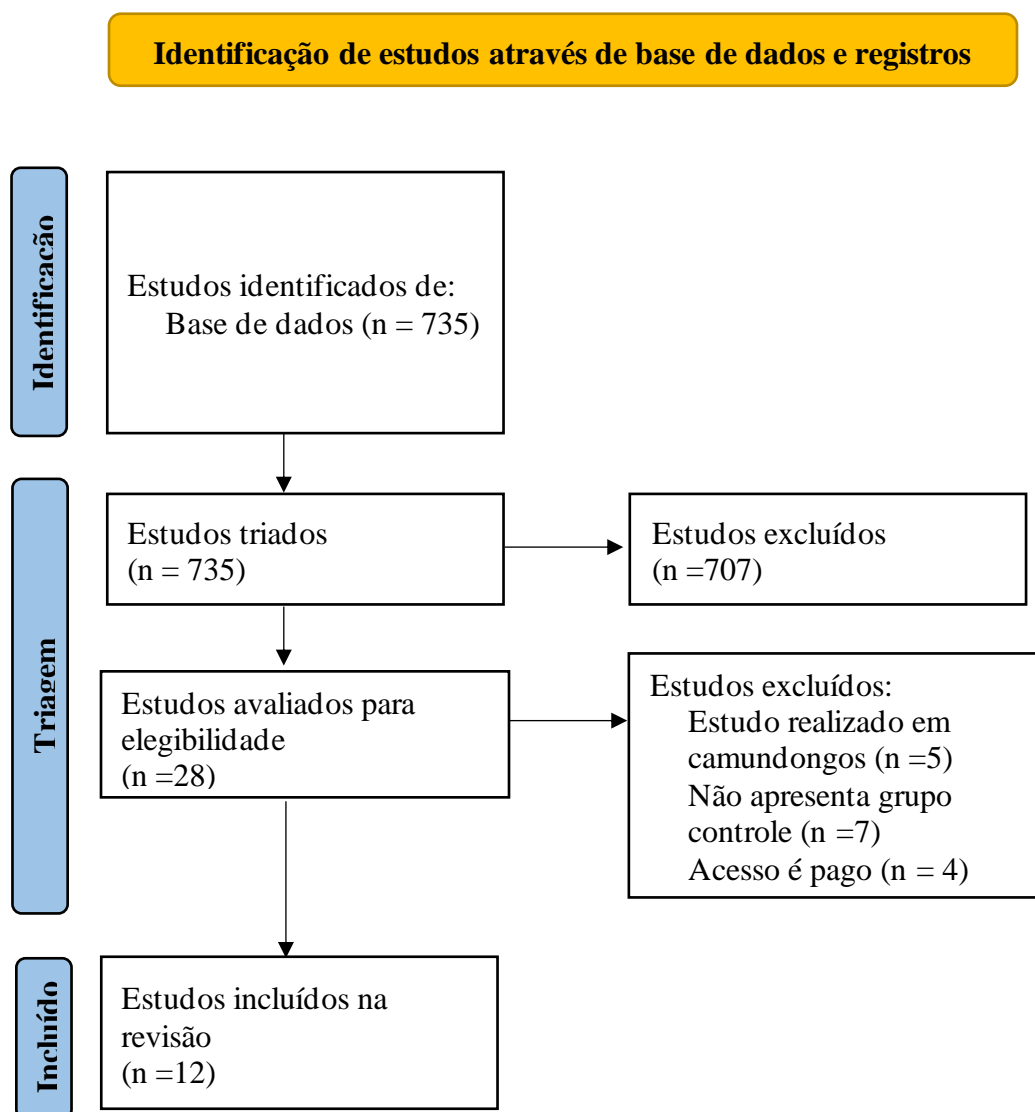 Identificação de estudos através de base de dados e registros
Identificação
Estudos identificados de:
Base de dados (n = 735)
Triagem
Estudos triados
(n = 735)
Estudos excluídos
(n =707)
Estudos avaliados para
elegibilidade
(n =28)
Estudos excluídos:
Estudo realizado em
camundongos (n =5)
Não apresenta grupo
controle (n =7)
Acesso é pago (n = 4)
Incluído
Estudos incluídos na
revisão
(n =12)